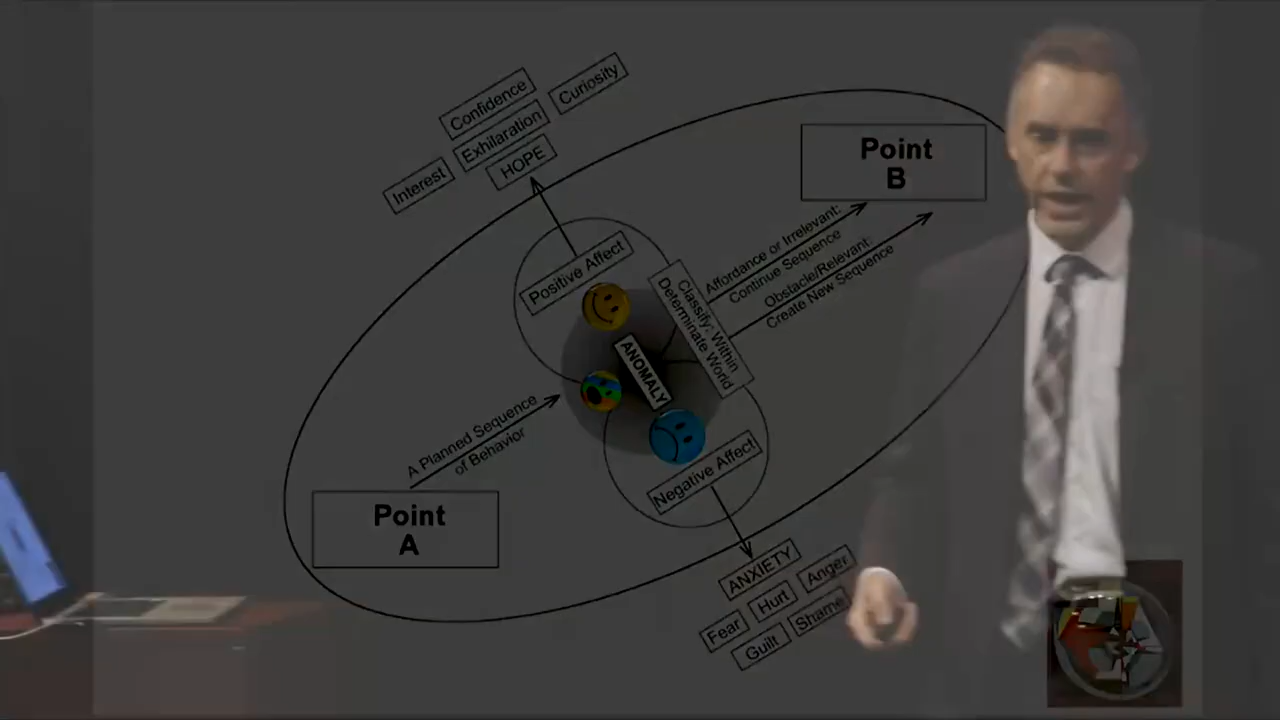 Confidence
Curiosity
Exhilaration
Interest
HOPE
Point
B
Positive Affect
Affordance or Irrelevant:
Continue Sequence
Obstacle/Relevant:
Create New Sequence
Classify: Within
Determinate World
ANOMALY
A Planned Sequence
of Behavior
Negative Affect
Point
A
ANXIETY
Anger
Hurt
Fear
Shame
Guilt